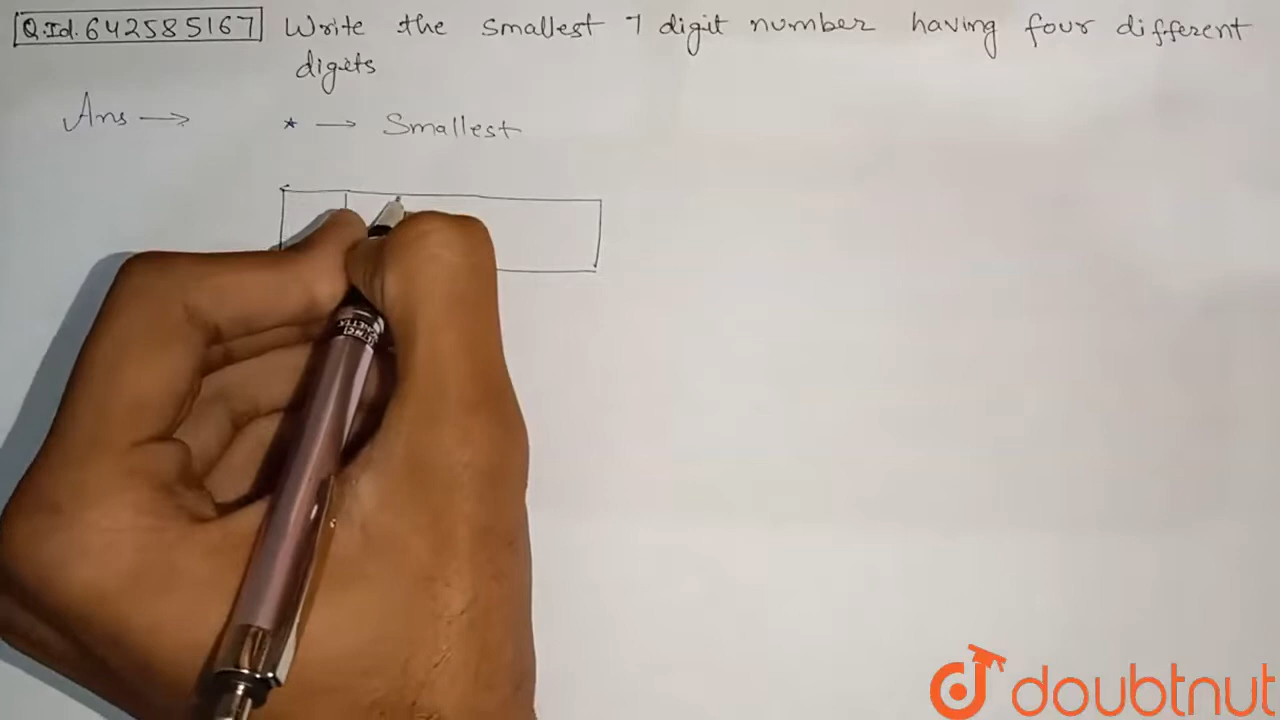 Q.Id. 642585167 Write the smallest 7 digit number having four different
digits
Ans → * → Smallest
doubtnut